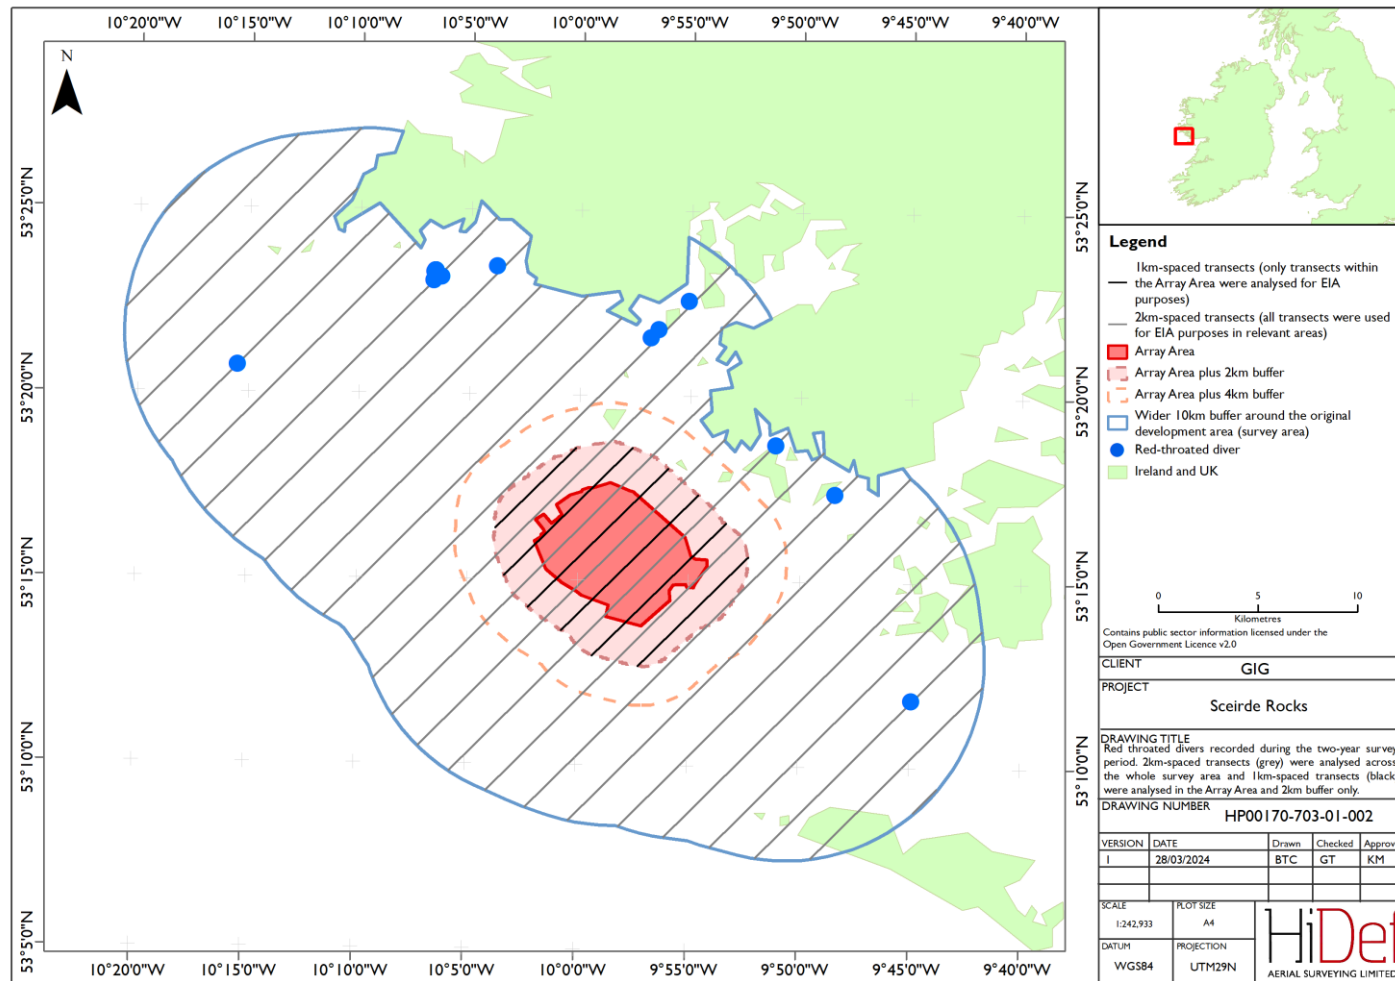 10°20'0"W 10°15'0"W 10°10'0"W 10°5'0"W 10°0'0"W 9°55'0"W 9°50'0"W 9°45'0"W 9°40'0"W
N
53°25'0"N
53°20'0"N
53°15'0"N
53°10'0"N
53°5'0"N
53°25'0"N
53°20'0"N
53°15'0"N
53°10'0"N
10°20'0"W 10°15'0"W 10°10'0"W 10°5'0"W 10°0'0"W 9°55'0"W 9°50'0"W 9°45'0"W 9°40'0"W
Legend
1km-spaced transects (only transects within
the Array Area were analysed for EIA
purposes)
2km-spaced transects (all transects were used
for EIA purposes in relevant areas)
Array Area
Array Area plus 2km buffer
Array Area plus 4km buffer
Wider 10km buffer around the original
development area (survey area)
Red-throated diver
Ireland and UK
0 5 10
Kilometres
Contains public sector information licensed under the
Open Government Licence v2.0
CLIENT
GIG
PROJECT
Sceirde Rocks
DRAWING TITLE
Red throated divers recorded during the two-year survey
period. 2km-spaced transects (grey) were analysed across
the whole survey area and 1km-spaced transects (black
were analysed in the Array Area and 2km buffer only.
DRAWING NUMBER
HP00170-703-01-002
VERSION DATE Drawn Checked Approv
1 28/03/2024 BTC GT KM
SCALE PLOT SIZE
1:242,933 A4
DATUM PROJECTION
WGS84 UTM29N
HiDef
AERIAL SURVEYING LIMITED